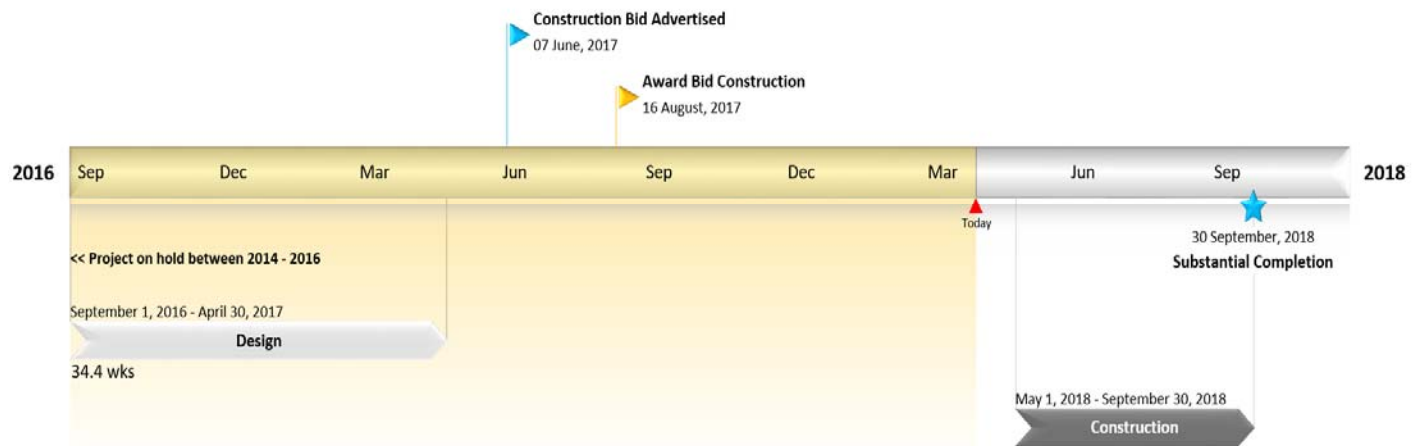 Construction Bid Advertised
07 June, 2017
Award Bid Construction
16 August, 2017
2016 Sep Dec Mar Jun Sep Dec Mar Jun Sep 2018
Today
30 September, 2018
Substantial Completion
<< Project on hold between 2014 - 2016
September 1, 2016 - April 30, 2017
Design
34.4 wks
May 1, 2018 - September 30, 2018
Construction